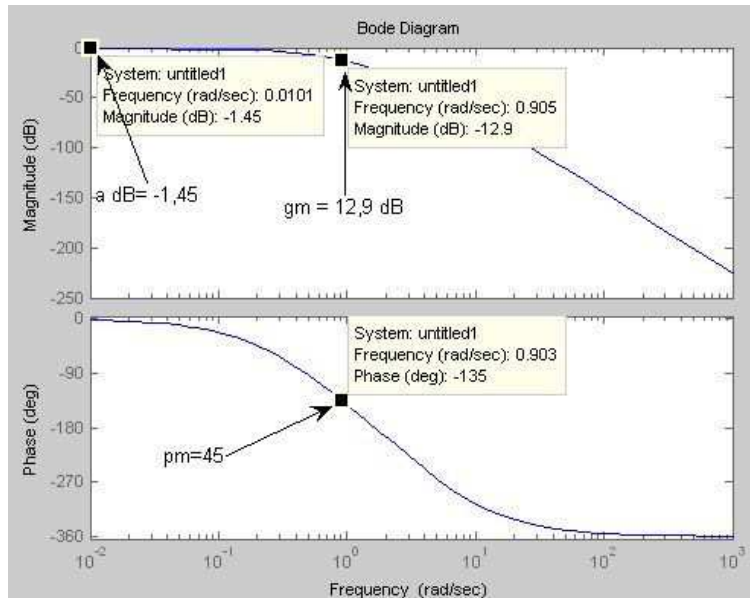 Bode Diagram
0
-50
-100
-150
-200
-250
Magnitude (dB)
System: untitled1
Frequency (rad/sec): 0.0101
Magnitude (dB): -1.45
System: untitled1
Frequency (rad/sec): 0.905
Magnitude (dB): -12.9
a dB= -1,45
gm = 12,9 dB
0
-90
-180
-270
-360
Phase (deg)
System: untitled1
Frequency (rad/sec): 0.903
Phase (deg): -135
pm=45
10^-2
10^-1
10^0
10^1
10^2
10^3
Frequency (rad/sec)